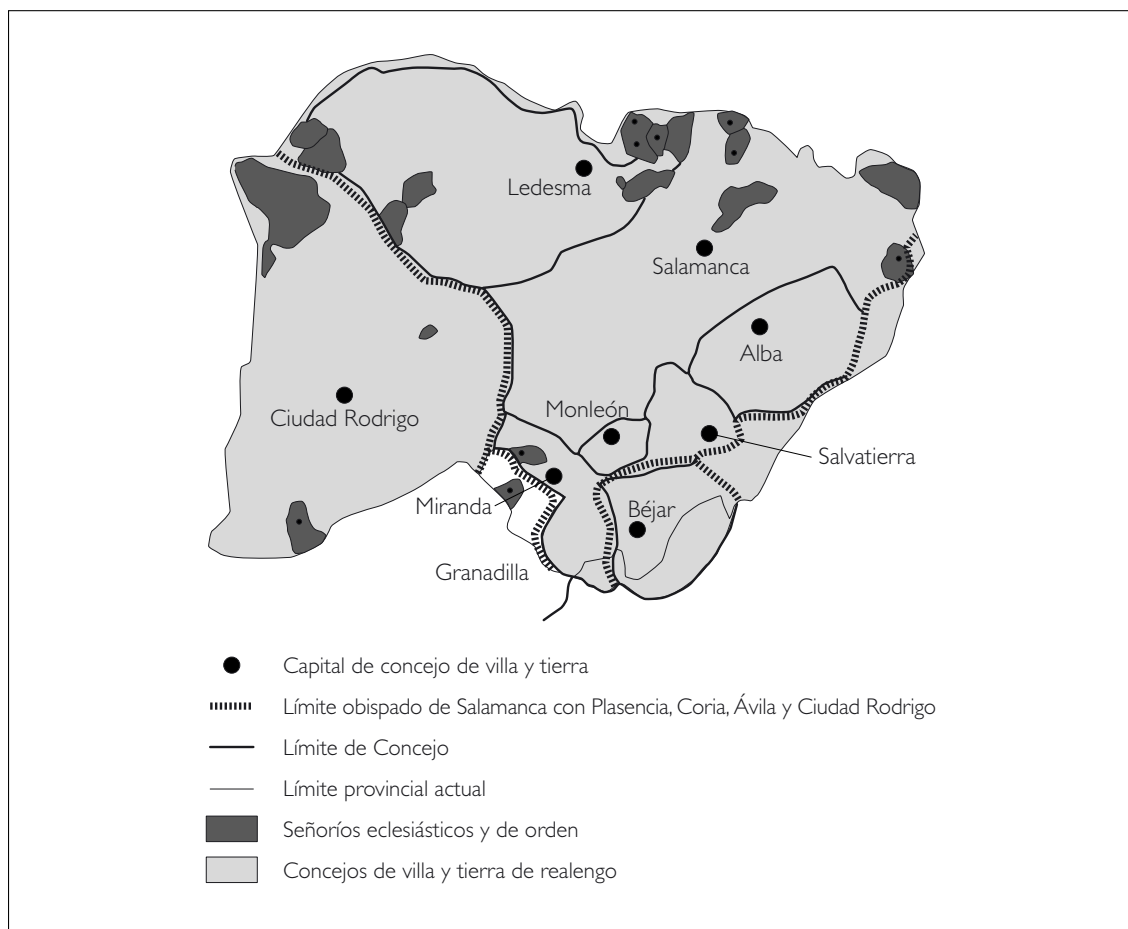 Ledesma
Salamanca
Alba
Ciudad Rodrigo
Monleón
Salvatierra
Miranda
Béjar
Granadilla
Capital de concejo de villa y tierra
Límite obispado de Salamanca con Plasencia, Coria, Ávila y Ciudad Rodrigo
Límite de Concejo
Límite provincial actual
Señoríos eclesiásticos y de orden
Concejos de villa y tierra de realengo